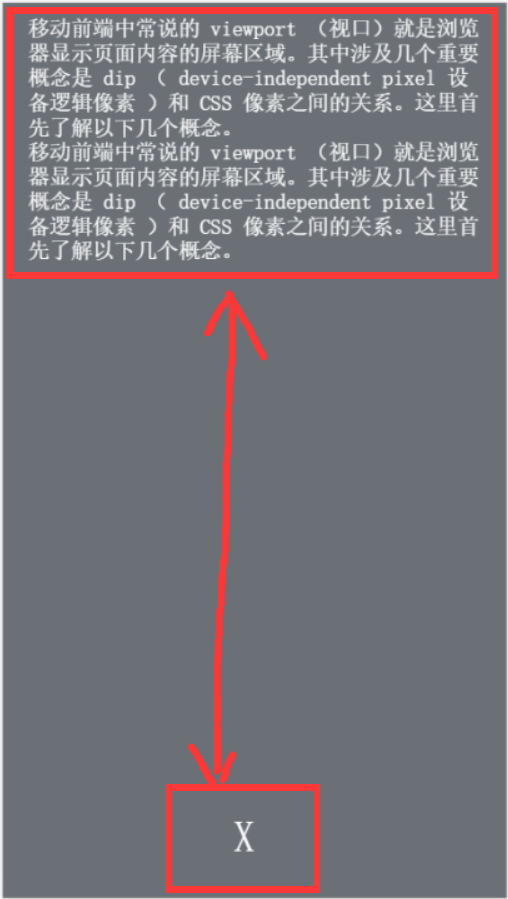 移动前端中常说的 viewport （视口）就是浏览
器显示页面内容的屏幕区域。其中涉及几个重要
概念是 dip （ device-independent pixel 设
备逻辑像素 ）和 CSS 像素之间的关系。这里首
先了解以下几个概念。
移动前端中常说的 viewport （视口）就是浏览
器显示页面内容的屏幕区域。其中涉及几个重要
概念是 dip （ device-independent pixel 设
备逻辑像素 ）和 CSS 像素之间的关系。这里首
先了解以下几个概念。
X